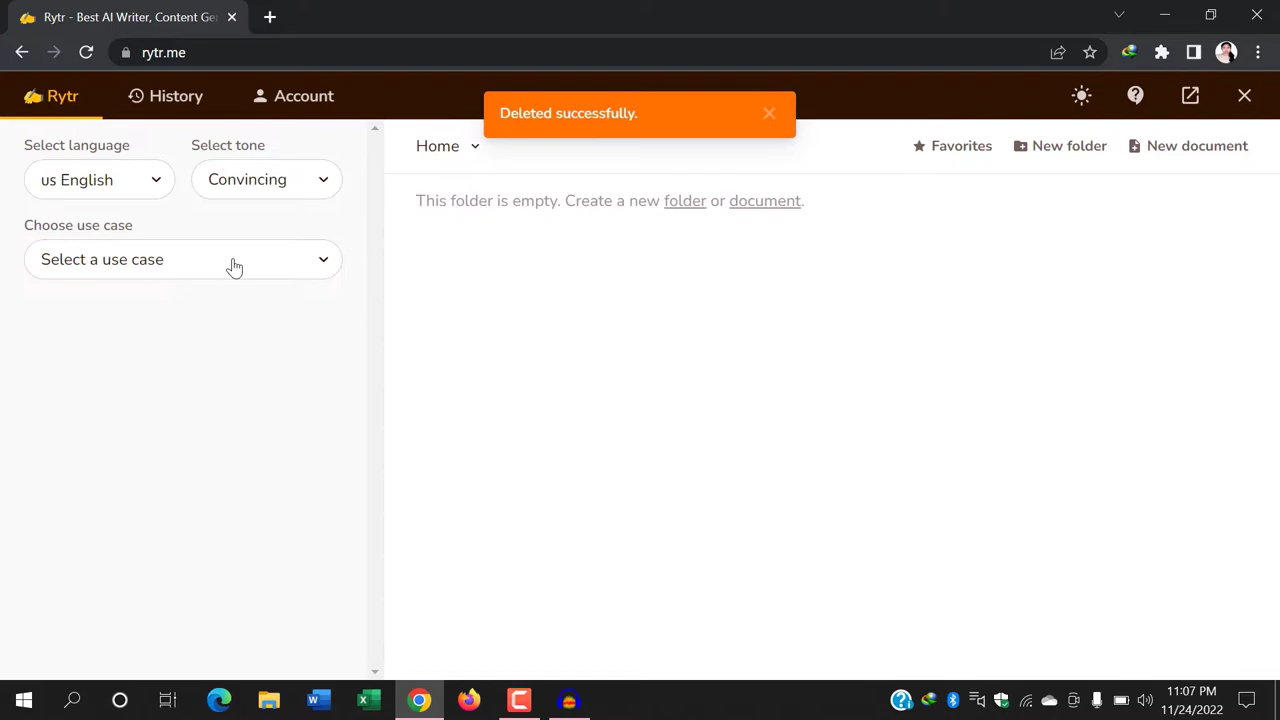 Rytr - Best AI Writer, Content Ge
rytr.me
Rytr
History
Account
Deleted successfully.
Select language
Select tone
us English
Convincing
Choose use case
Select a use case
Home
Favorites
New folder
New document
This folder is empty. Create a new folder or document.
11:07 PM
11/24/2022